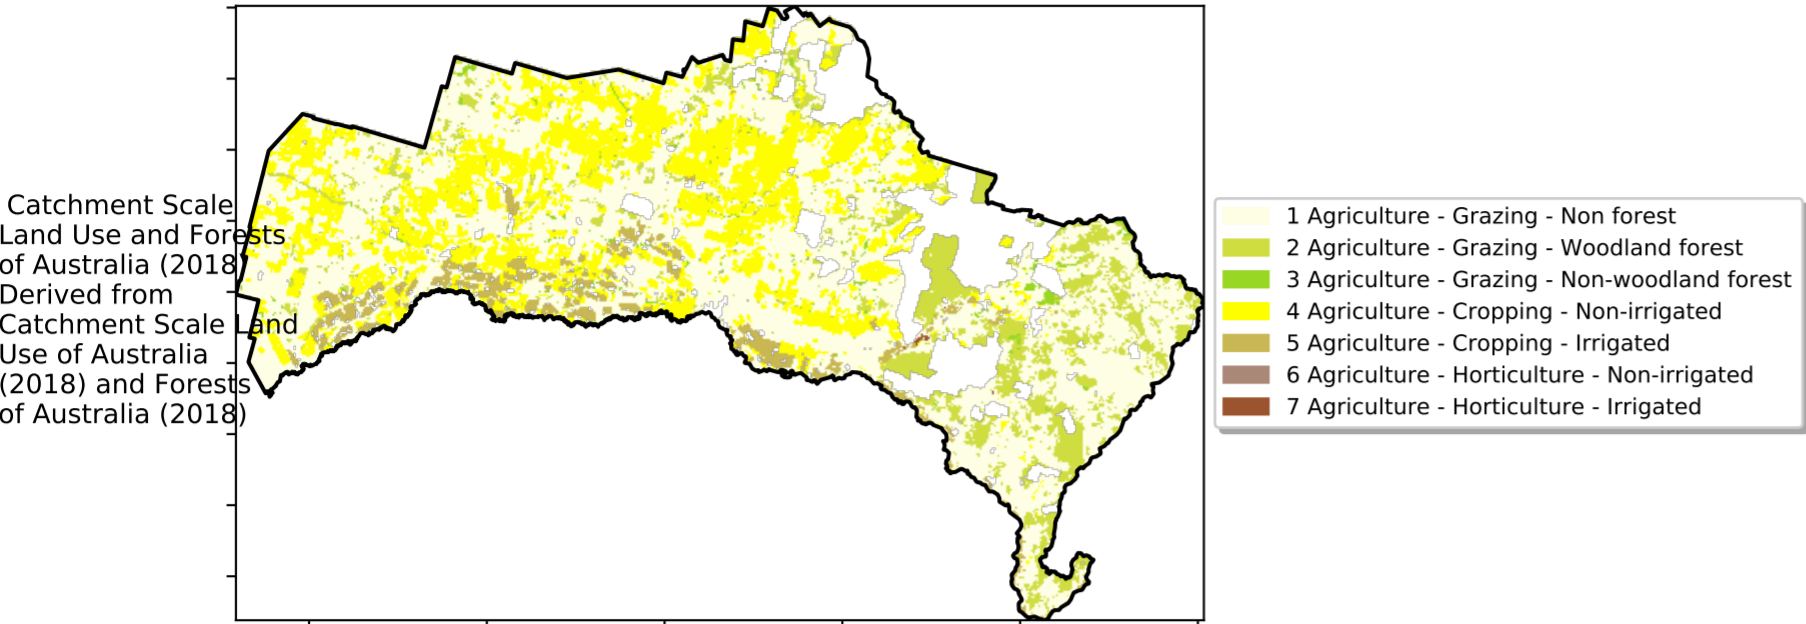 Catchment Scale
Land Use and Forests
of Australia (2018)
Derived from
Catchment Scale Land
Use of Australia
(2018) and Forests
of Australia (2018)
1 Agriculture - Grazing - Non forest
2 Agriculture - Grazing - Woodland forest
3 Agriculture - Grazing - Non-woodland forest
4 Agriculture - Cropping - Non-irrigated
5 Agriculture - Cropping - Irrigated
6 Agriculture - Horticulture - Non-irrigated
7 Agriculture - Horticulture - Irrigated